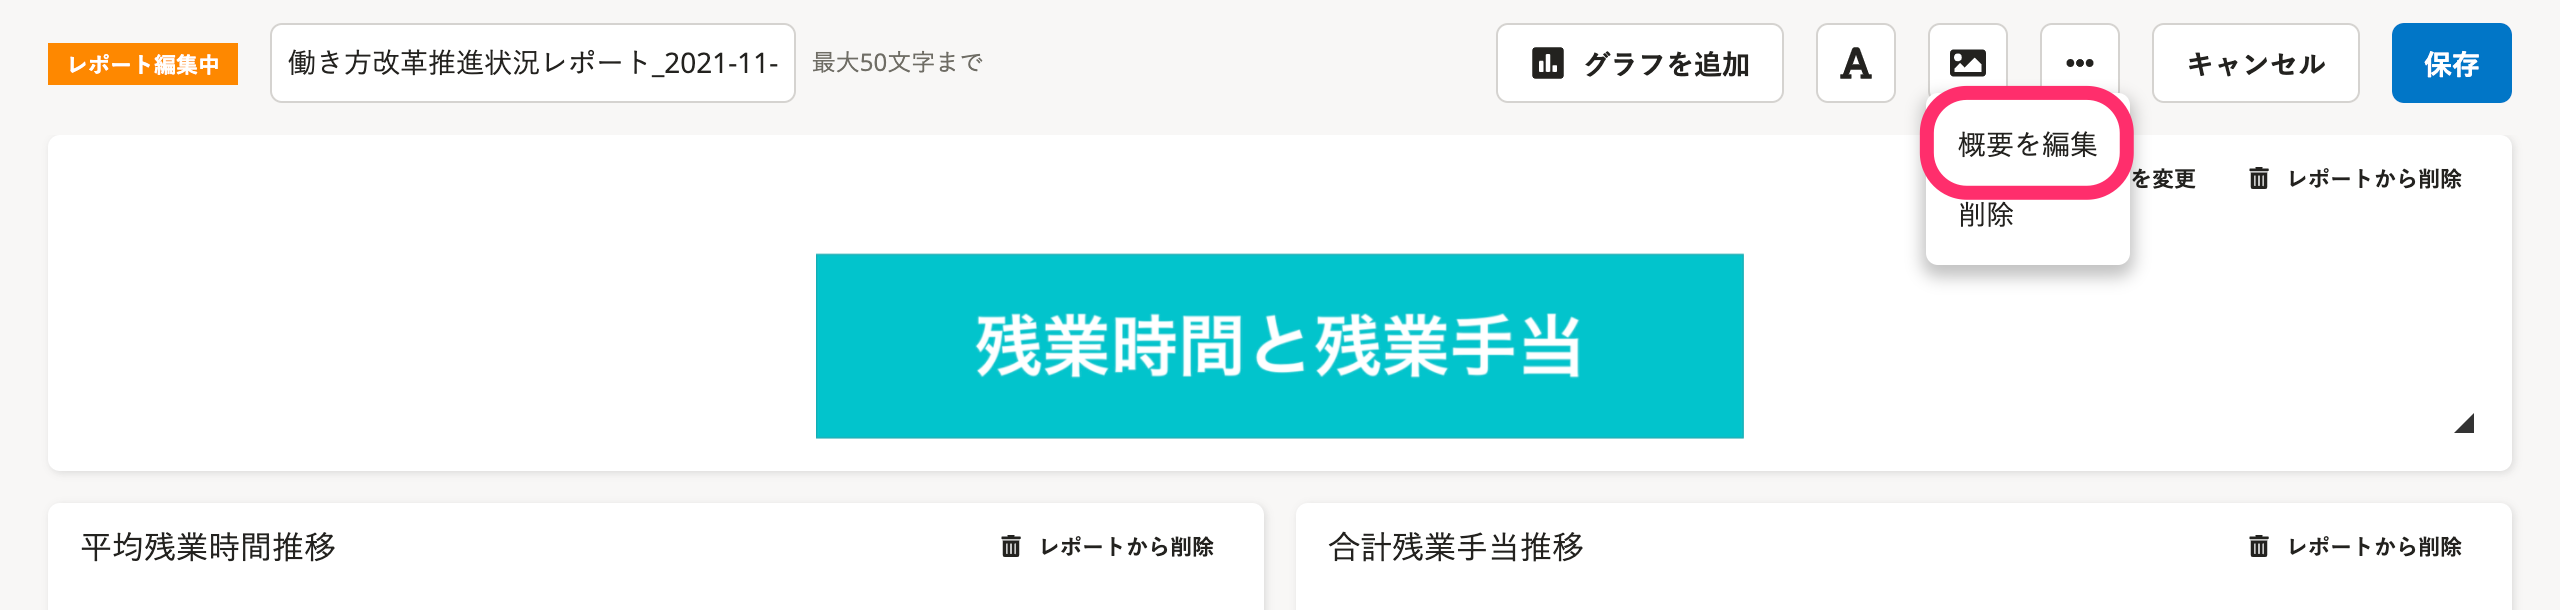 レポート編集中
働き方改革推進状況レポート_2021-11-
最大50文字まで
グラフを追加
A
キャンセル
保存
概要を編集
削除
を変更
レポートから削除
残業時間と残業手当
平均残業時間推移
レポートから削除
合計残業手当推移
レポートから削除